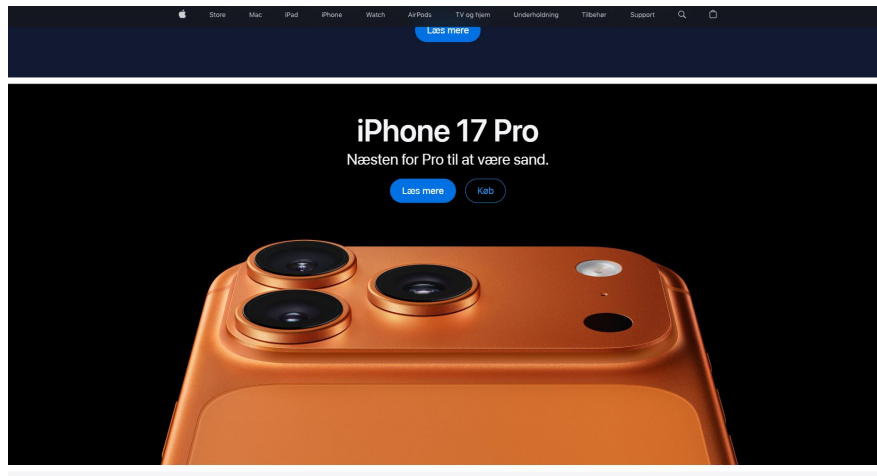 Store Mac iPad iPhone Watch AirPods TV og hjem Underholdning Tilbehør Support
Læs mere
iPhone 17 Pro
Næsten for Pro til at være sand.
Læs mere Køb